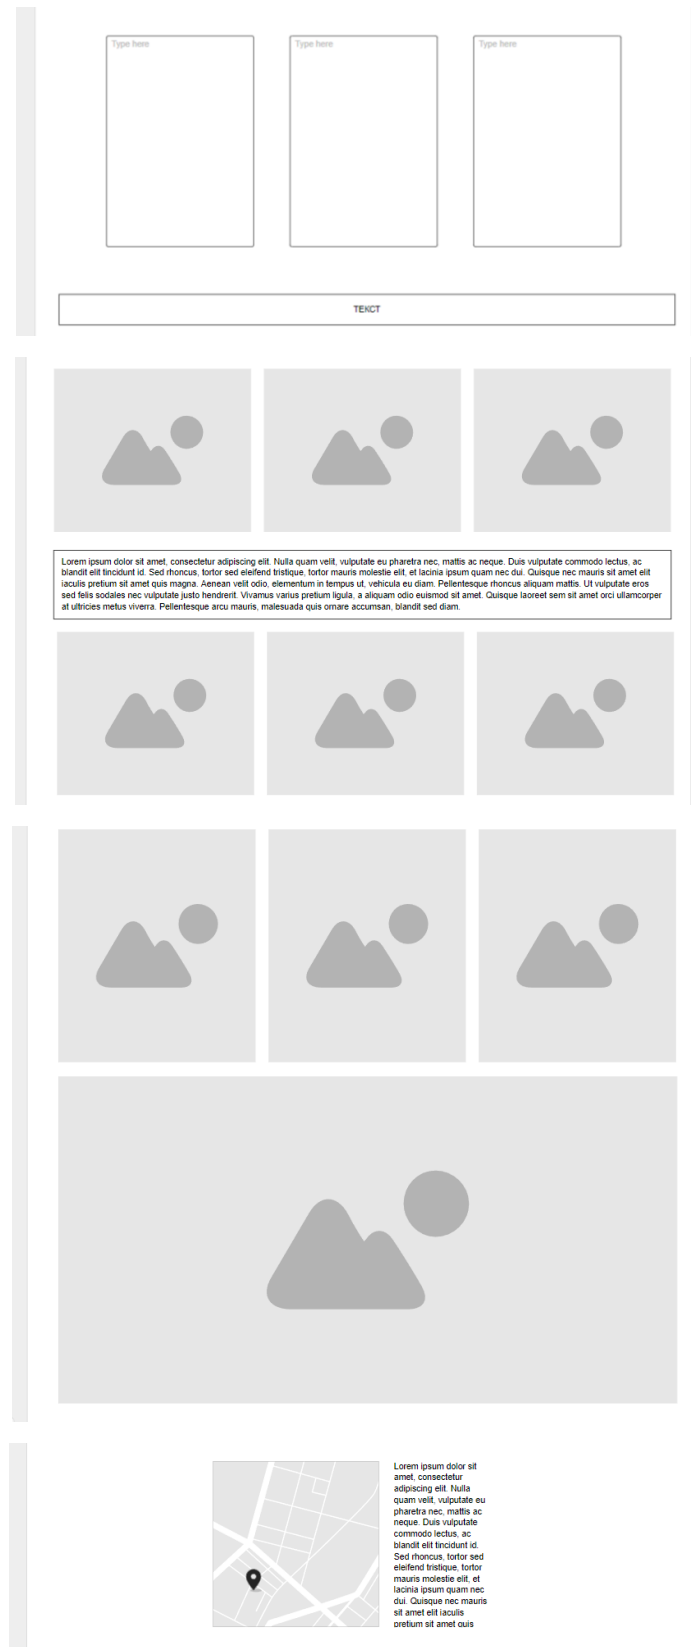 Type here
Type here
Type here
ТЕКСТ
Lorem ipsum dolor sit amet, consectetur adipiscing elit. Nulla quam velit, vulputate eu pharetra nec, mattis ac neque. Duis vulputate commodo lectus, ac
blandit elit tincidunt id. Sed rhoncus, tortor sed eleifend tristique, tortor mauris molestie elit, et lacinia ipsum quam nec dui. Quisque nec mauris sit amet elit
iaculis pretium sit amet quis magna. Aenean velit odio, elementum in tempus ut, vehicula eu diam. Pellentesque rhoncus aliquam mattis. Ut vulputate eros
sed felis sodales nec vulputate justo hendrerit. Vivamus varius pretium ligula, a aliquam odio euismod sit amet. Quisque laoreet sem sit amet orci ullamcorper
at ultricies metus viverra. Pellentesque arcu mauris, malesuada quis ornare accumsan, blandit sed diam.
Lorem ipsum dolor sit
amet, consectetur
adipiscing elit. Nulla
quam velit, vulputate eu
pharetra nec, mattis ac
neque. Duis vulputate
commodo lectus, ac
blandit elit tincidunt id.
Sed rhoncus, tortor sed
eleifend tristique, tortor
mauris molestie elit, et
lacinia ipsum quam nec
dui. Quisque nec mauris
sit amet elit iaculis
pretium sit amet quis